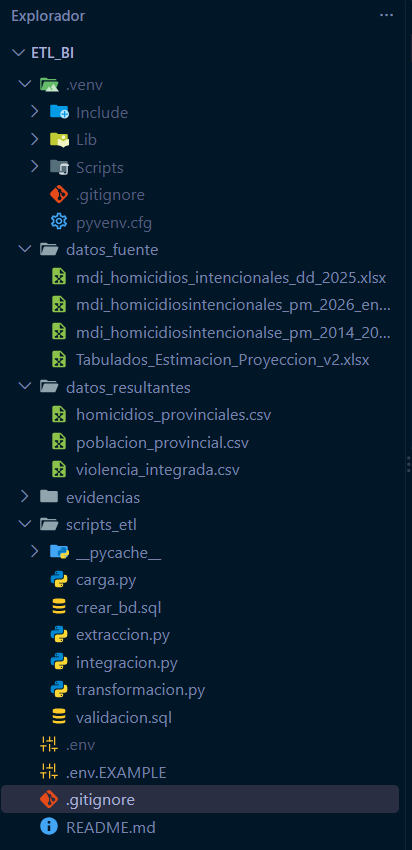 Explorador ...
ETL_BI
.venv
Include
Lib
Scripts
.gitignore
pyvenv.cfg
datos_fuente
mdi_homicidios_intencionales_dd_2025.xlsx
mdi_homicidiosintencionales_pm_2026_en...
mdi_homicidiosintencionalse_pm_2014_20...
Tabulados_Estimacion_Proyeccion_v2.xlsx
datos_resultantes
homicidios_provinciales.csv
poblacion_provincial.csv
violencia_integrada.csv
evidencias
scripts_etl
__pycache__
carga.py
crear_bd.sql
extraccion.py
integracion.py
transformacion.py
validacion.sql
.env
.env.EXAMPLE
.gitignore
README.md